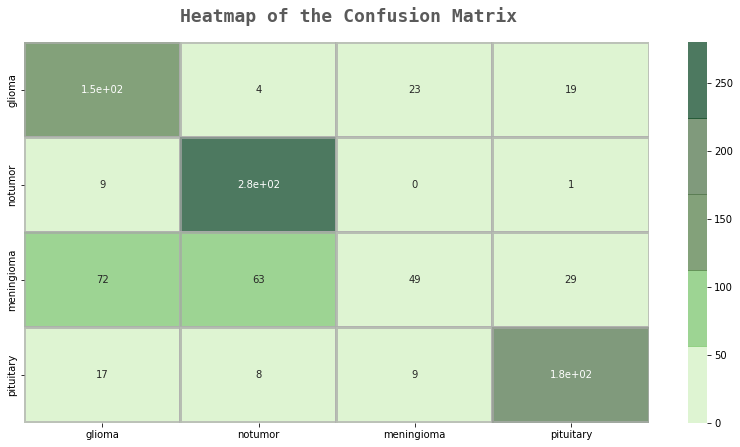 Heatmap of the Confusion Matrix
glioma 1.5e+02 4 23 19
notumor 9 2.8e+02 0 1
meningioma 72 63 49 29
pituitary 17 8 9 1.8e+02
glioma notumor meningioma pituitary
250
200
150
100
50
0